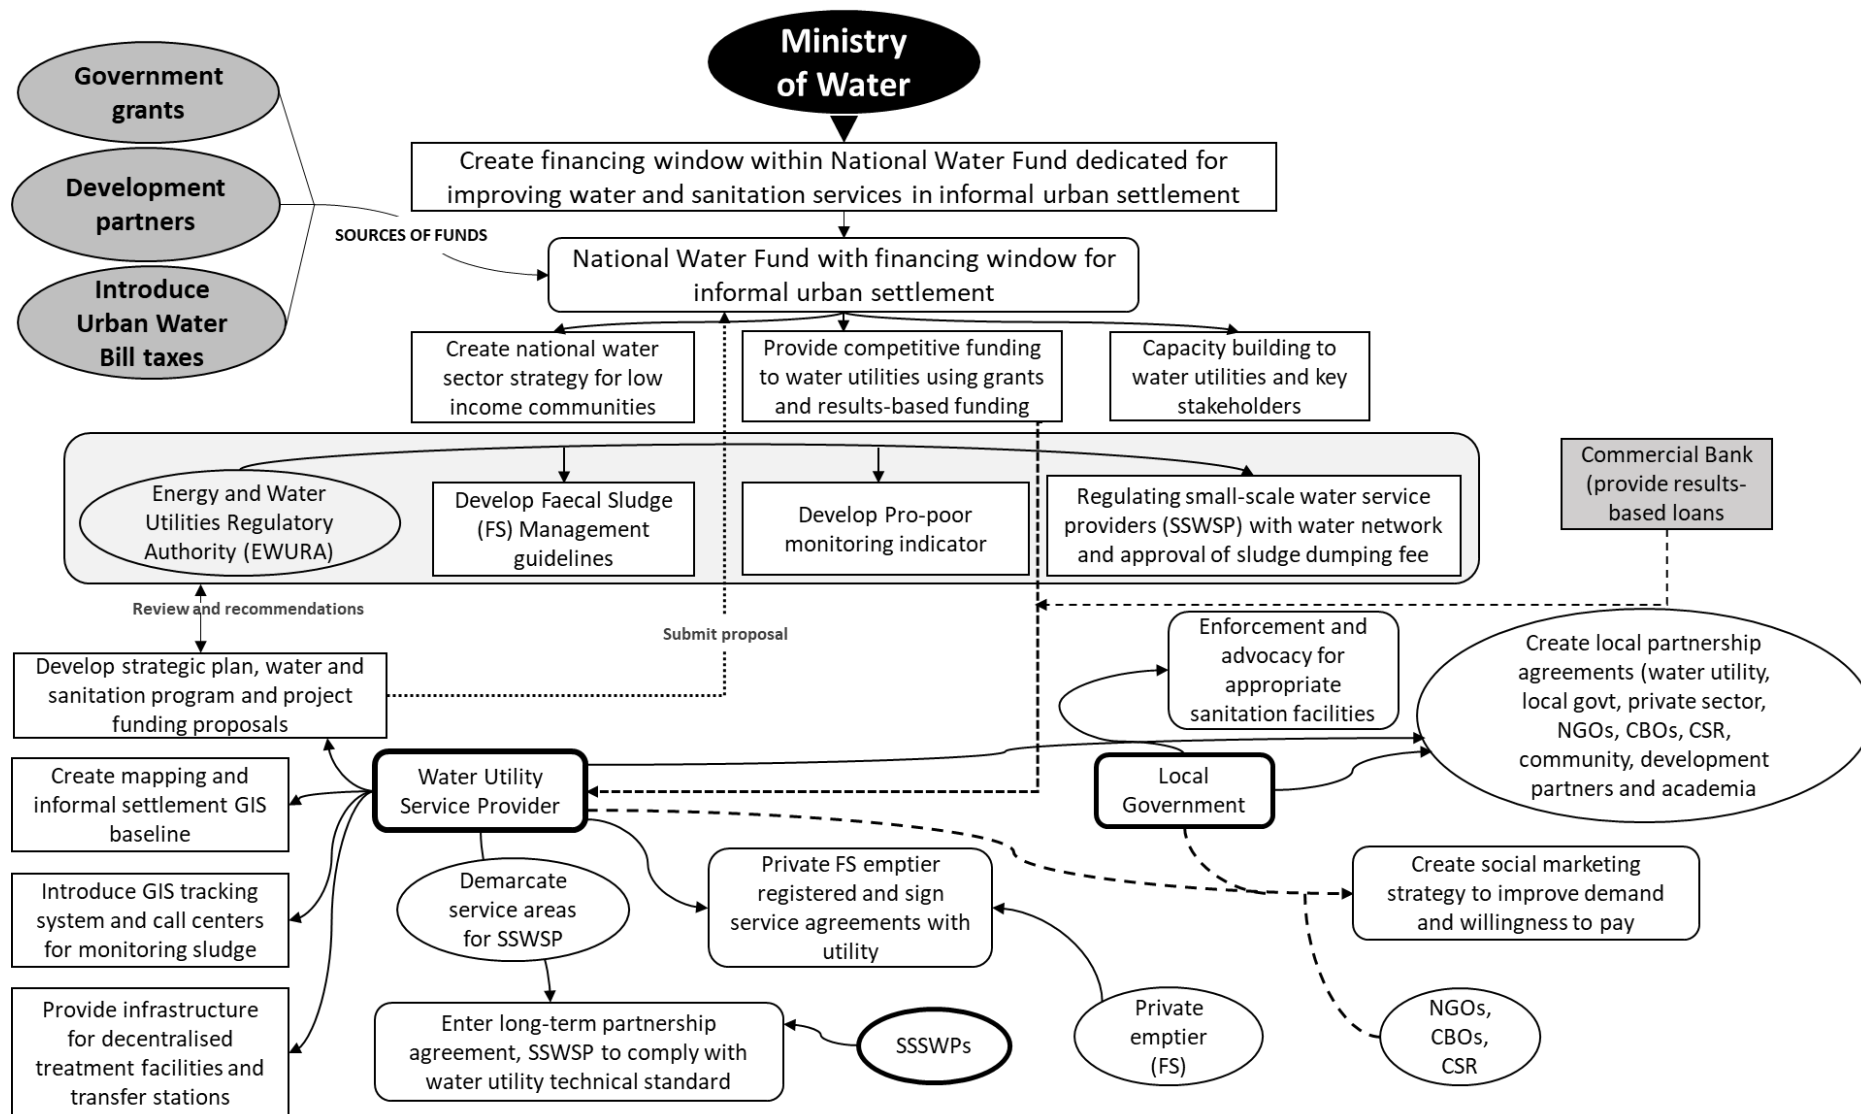 Ministry
of Water
Government
grants
Development
partners
Introduce
Urban Water
Bill taxes
SOURCES OF FUNDS
Create financing window within National Water Fund dedicated for
improving water and sanitation services in informal urban settlement
National Water Fund with financing window for
informal urban settlement
Create national water
sector strategy for low
income communities
Provide competitive funding
to water utilities using grants
and results-based funding
Capacity building to
water utilities and key
stakeholders
Energy and Water
Utilities Regulatory
Authority (EWURA)
Develop Faecal Sludge
(FS) Management
guidelines
Develop Pro-poor
monitoring indicator
Regulating small-scale water service
providers (SSWSP) with water network
and approval of sludge dumping fee
Commercial Bank
(provide results-
based loans
Review and recommendations
Submit proposal
Develop strategic plan, water and
sanitation program and project
funding proposals
Enforcement and
advocacy for
appropriate
sanitation facilities
Create local partnership
agreements (water utility,
local govt, private sector,
NGOs, CBOs, CSR,
community, development
partners and academia
Create mapping and
informal settlement GIS
baseline
Water Utility
Service Provider
Local
Government
Introduce GIS tracking
system and call centers
for monitoring sludge
Demarcate
service areas
for SSWSP
Private FS emptier
registered and sign
service agreements with
utility
Create social marketing
strategy to improve demand
and willingness to pay
Provide infrastructure
for decentralised
treatment facilities and
transfer stations
Enter long-term partnership
agreement, SSWSP to comply with
water utility technical standard
SSSWPs
Private
emptier
(FS)
NGOs,
CBOs,
CSR